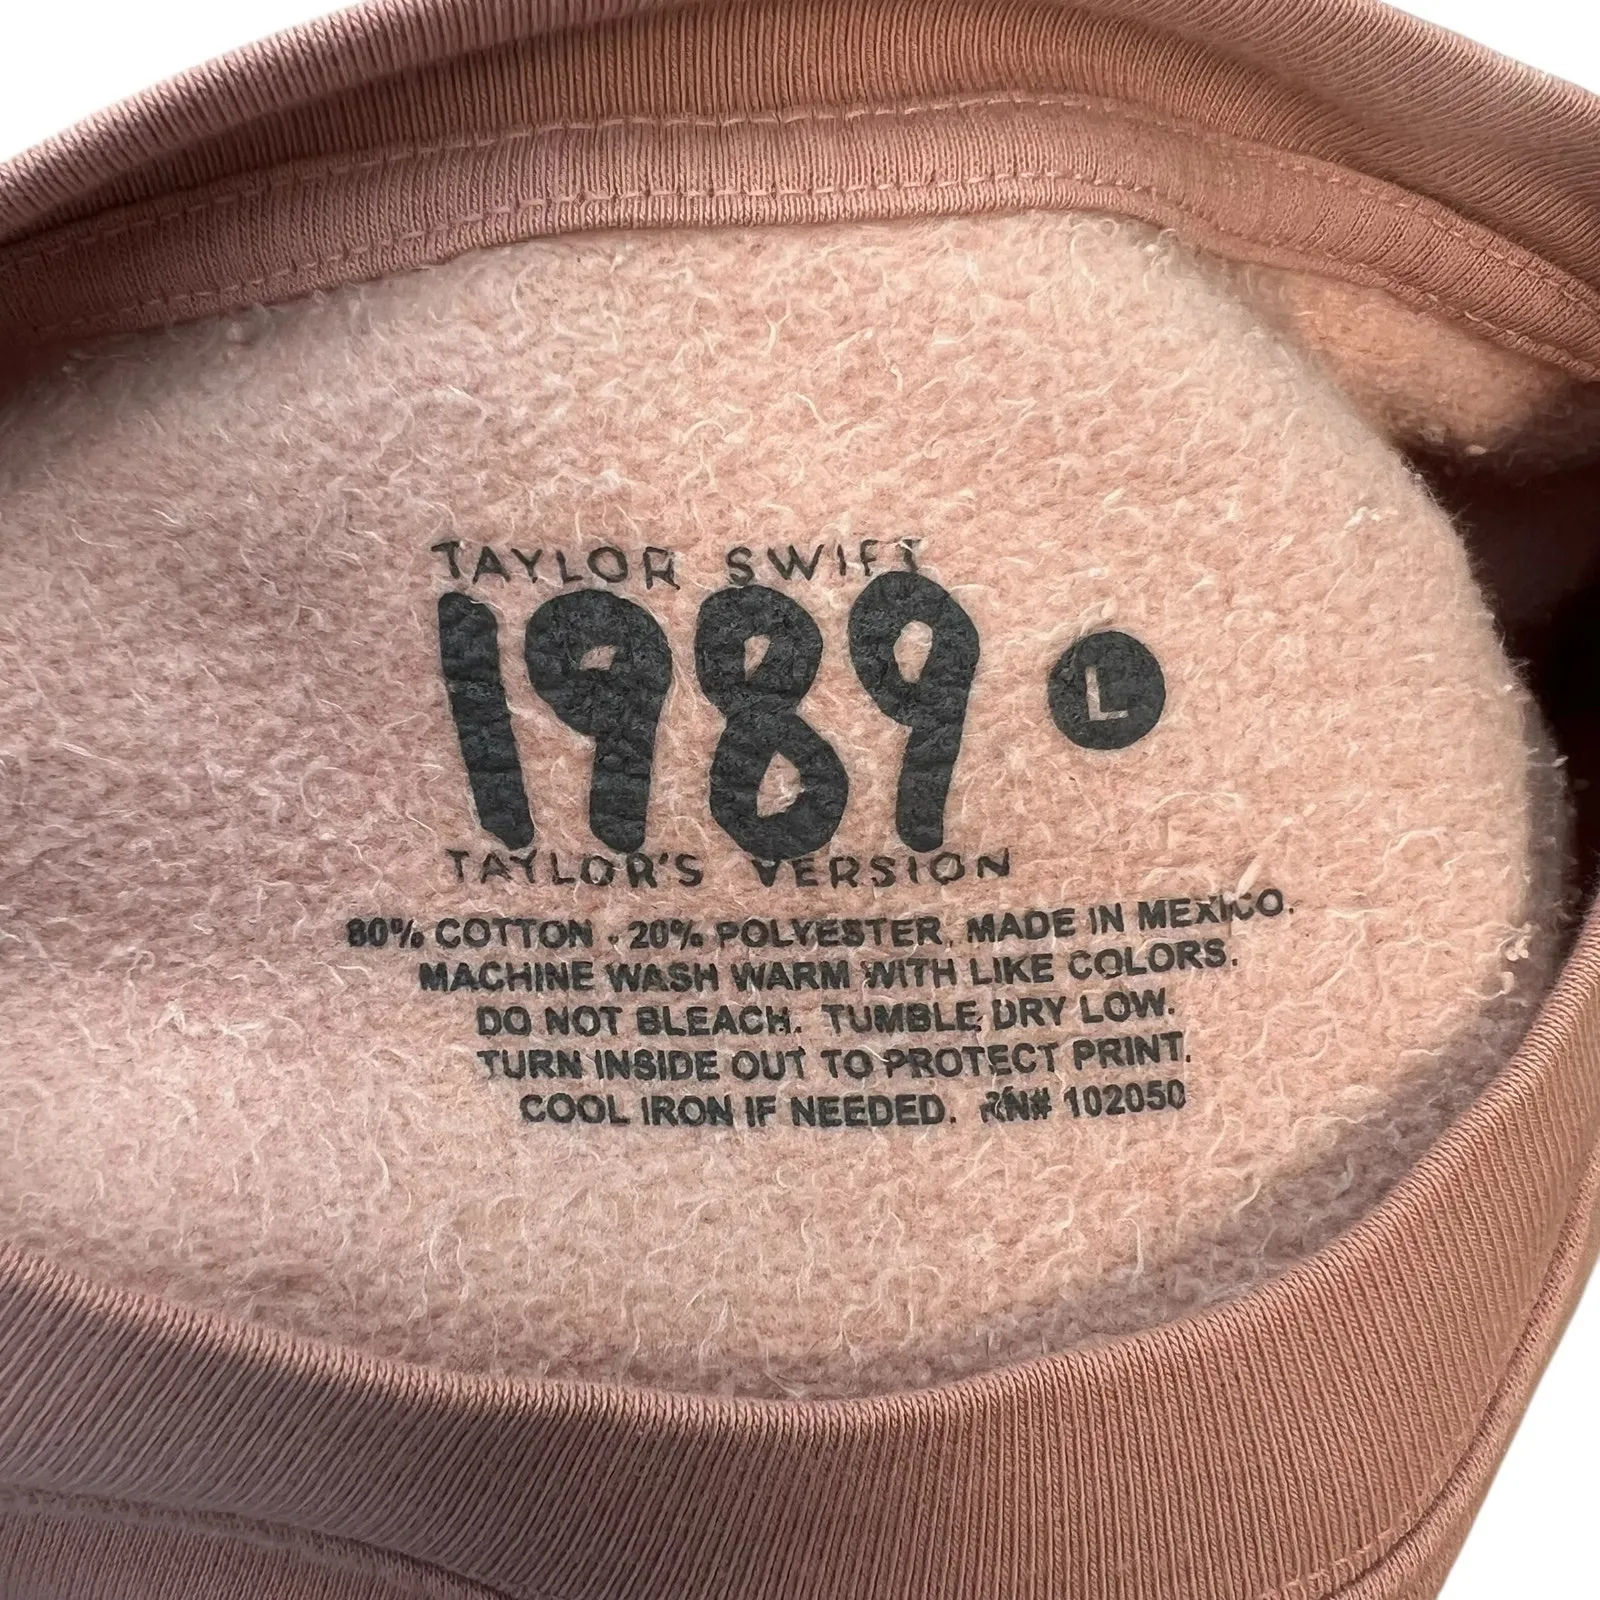 TAYLOR SWIFT
1989
L
TAYLOR'S VERSION
80% COTTON - 20% POLYESTER, MADE IN MEXICO.
MACHINE WASH WARM WITH LIKE COLORS.
DO NOT BLEACH. TUMBLE DRY LOW.
TURN INSIDE OUT TO PROTECT PRINT.
COOL IRON IF NEEDED. RN# 102050